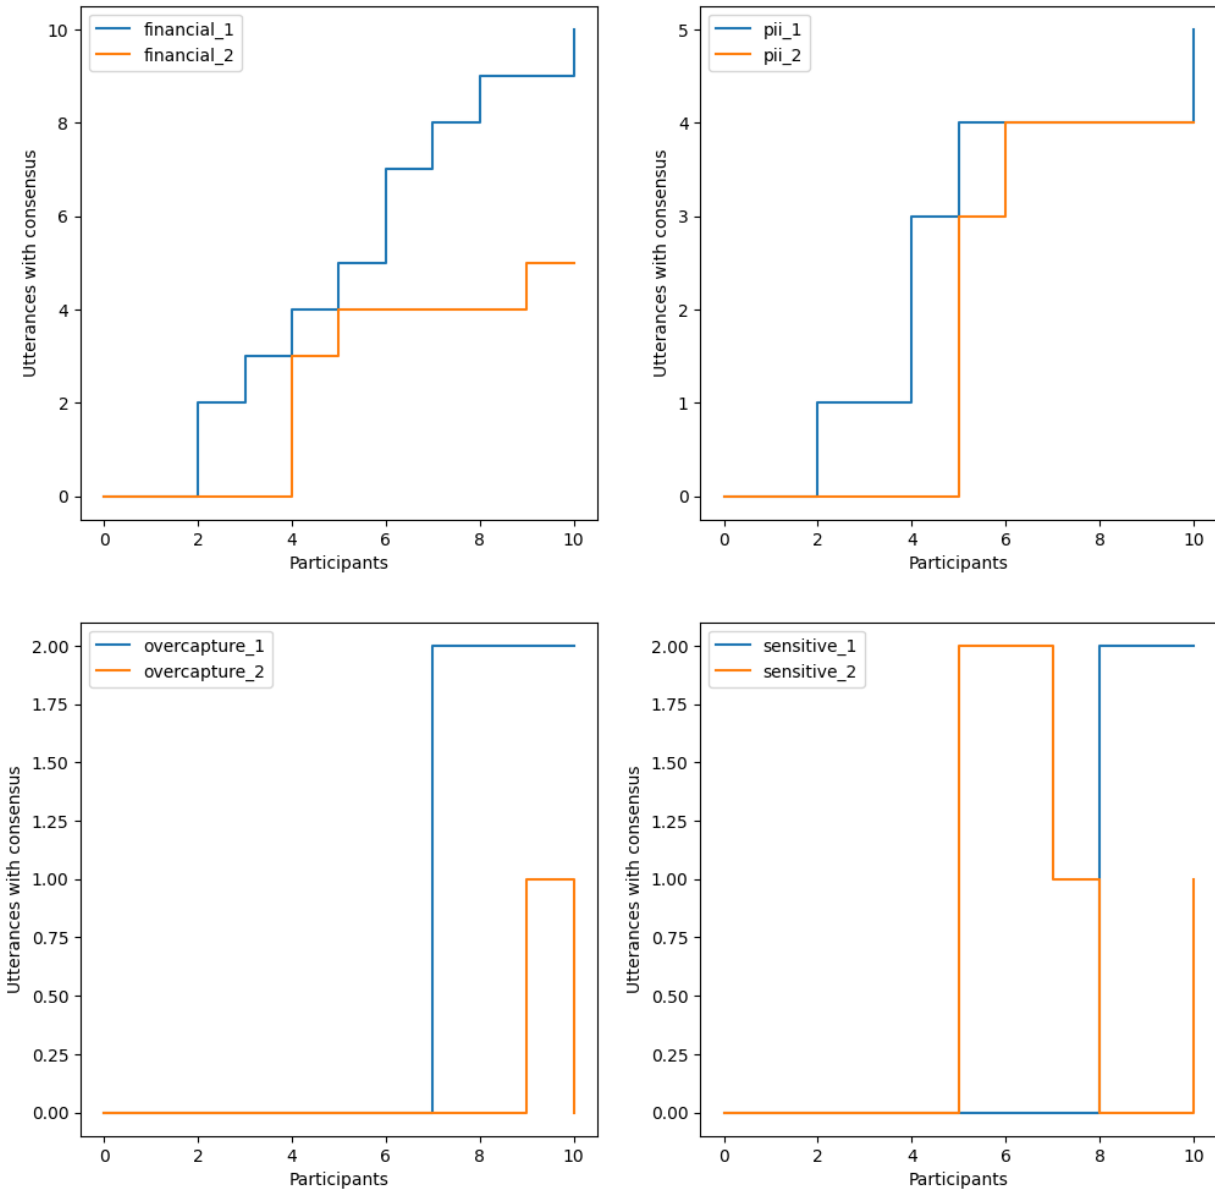 financial_1
financial_2
10
8
6
4
2
0
Utterances with consensus
0 2 4 6 8 10
Participants
pii_1
pii_2
5
4
3
2
1
0
Utterances with consensus
0 2 4 6 8 10
Participants
overcapture_1
overcapture_2
2.00
1.75
1.50
1.25
1.00
0.75
0.50
0.25
0.00
Utterances with consensus
0 2 4 6 8 10
Participants
sensitive_1
sensitive_2
2.00
1.75
1.50
1.25
1.00
0.75
0.50
0.25
0.00
Utterances with consensus
0 2 4 6 8 10
Participants